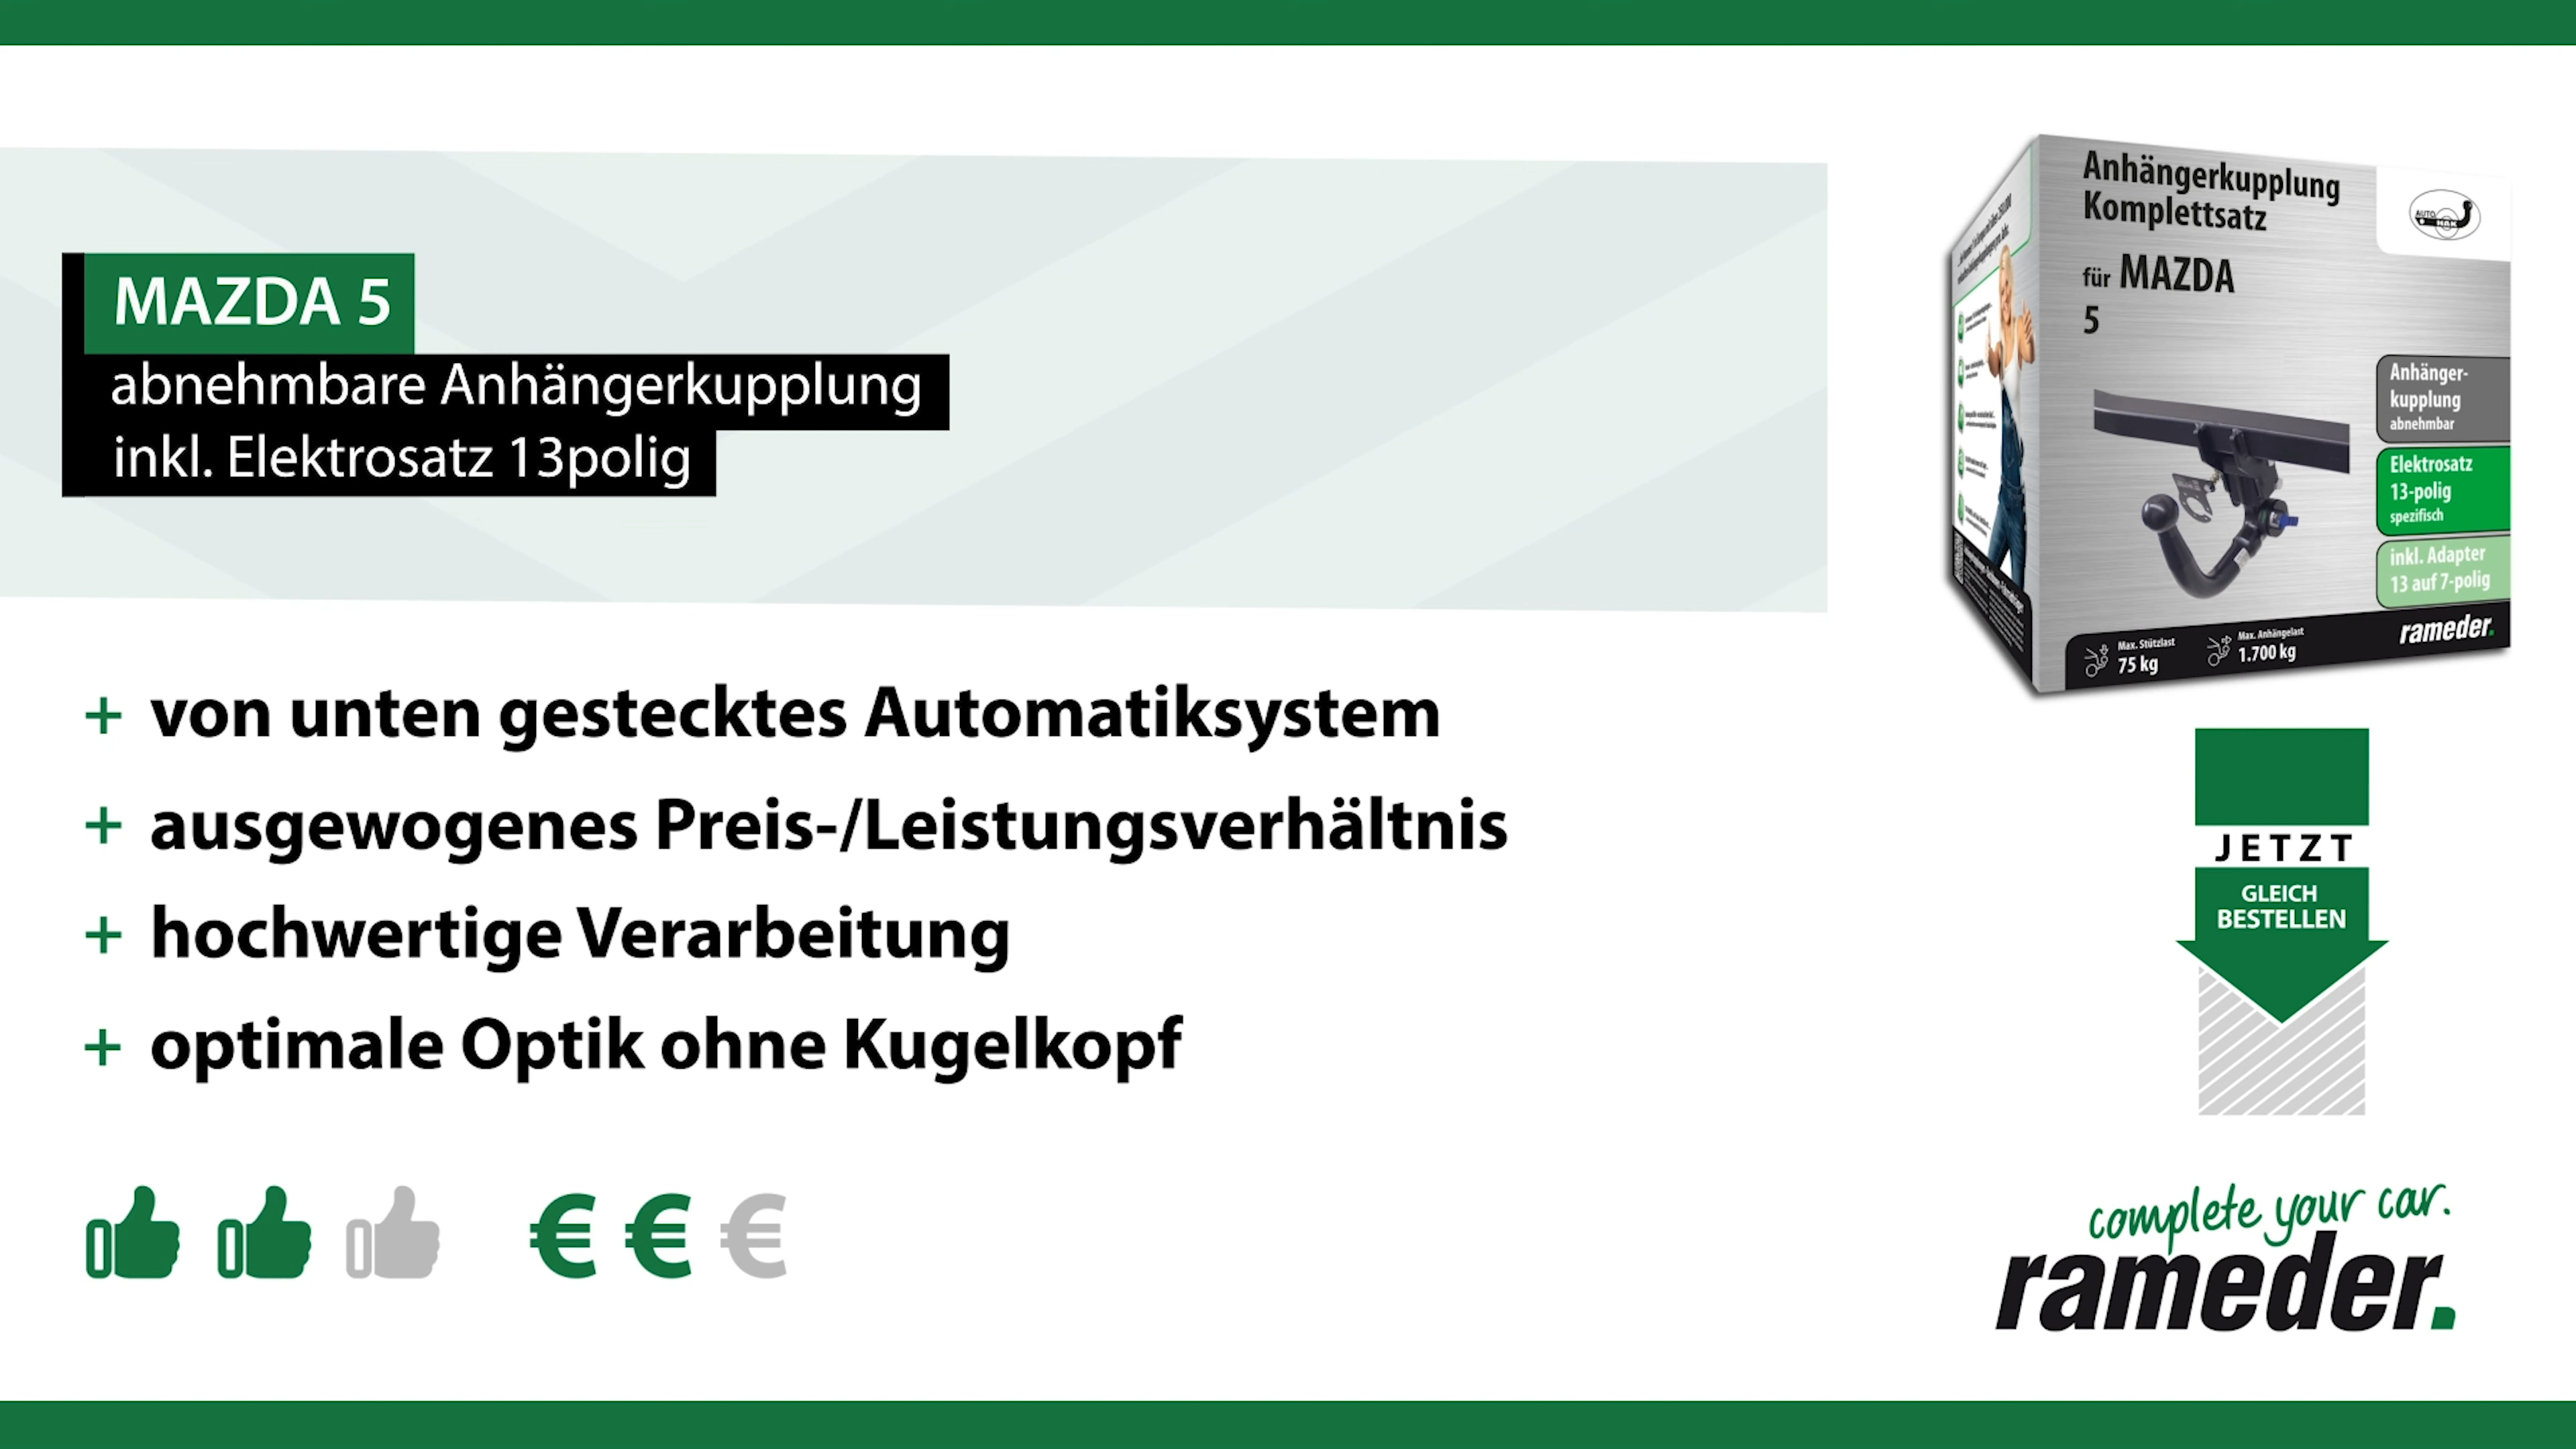 MAZDA 5
abnehmbare Anhängerkupplung
inkl. Elektrosatz 13polig
+ von unten gestecktes Automatiksystem
+ ausgewogenes Preis-/Leistungsverhältnis
+ hochwertige Verarbeitung
+ optimale Optik ohne Kugelkopf
€ € €
Anhängerkupplung
Komplettsatz
für MAZDA
5
AUTO
HAK
Anhänger-
kupplung
abnehmbar
Elektrosatz
13-polig
spezifisch
inkl. Adapter
13 auf 7-polig
Max. Stützlast
75 kg
Max. Anhängelast
1.700 kg
rameder.
JETZT
GLEICH
BESTELLEN
complete your car.
rameder.